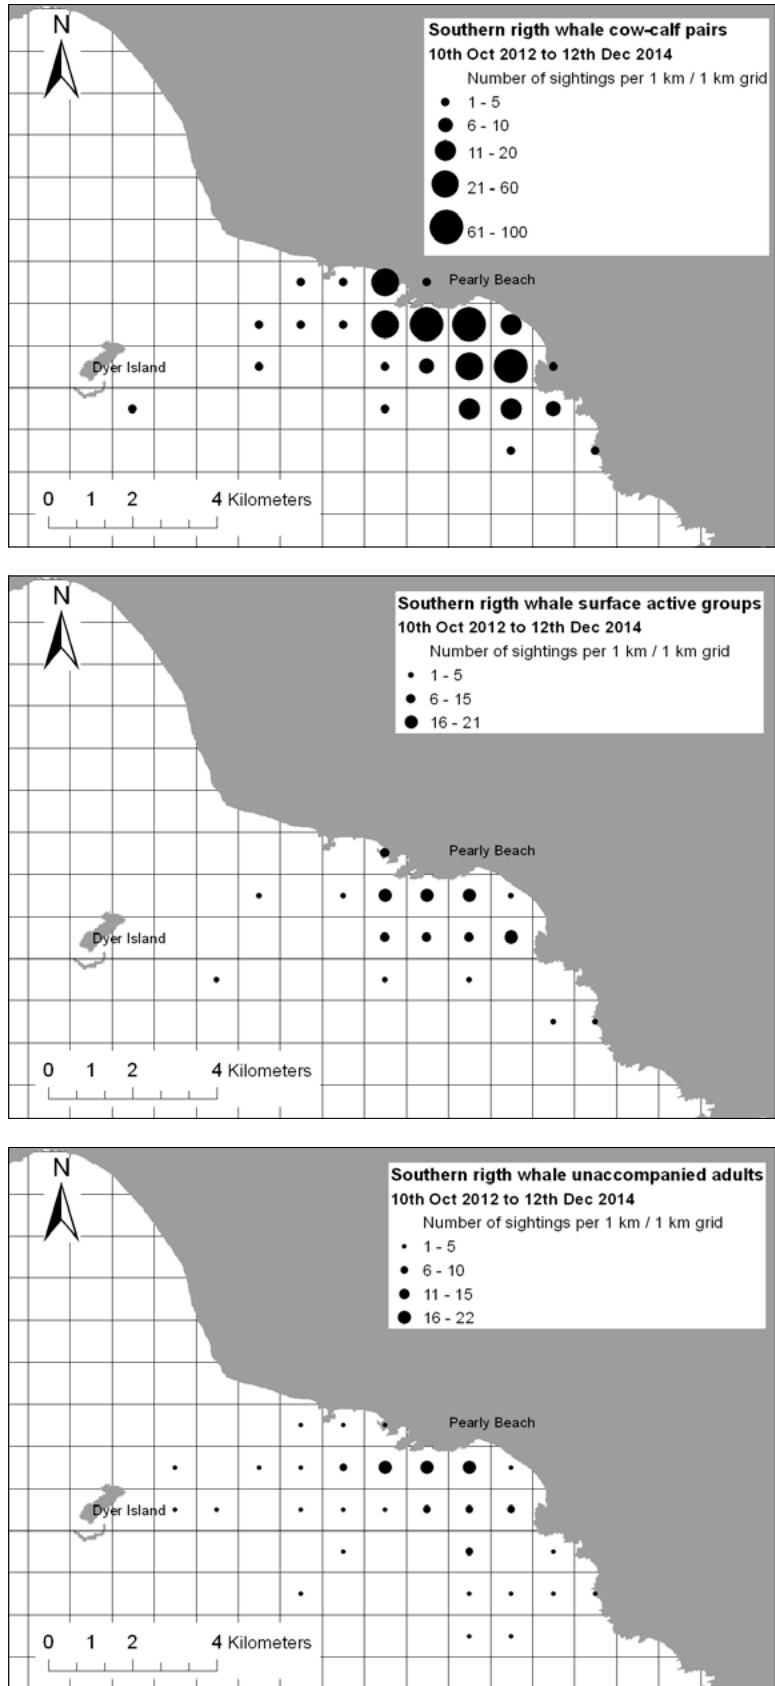 N
Southern rigth whale cow-calf pairs
10th Oct 2012 to 12th Dec 2014
Number of sightings per 1 km / 1 km grid
1 - 5
6 - 10
11 - 20
21 - 60
61 - 100
Pearly Beach
Dyer Island
0 1 2 4 Kilometers
N
Southern rigth whale surface active groups
10th Oct 2012 to 12th Dec 2014
Number of sightings per 1 km / 1 km grid
1 - 5
6 - 15
16 - 21
Pearly Beach
Dyer Island
0 1 2 4 Kilometers
N
Southern rigth whale unaccompanied adults
10th Oct 2012 to 12th Dec 2014
Number of sightings per 1 km / 1 km grid
1 - 5
6 - 10
11 - 15
16 - 22
Pearly Beach
Dyer Island
0 1 2 4 Kilometers